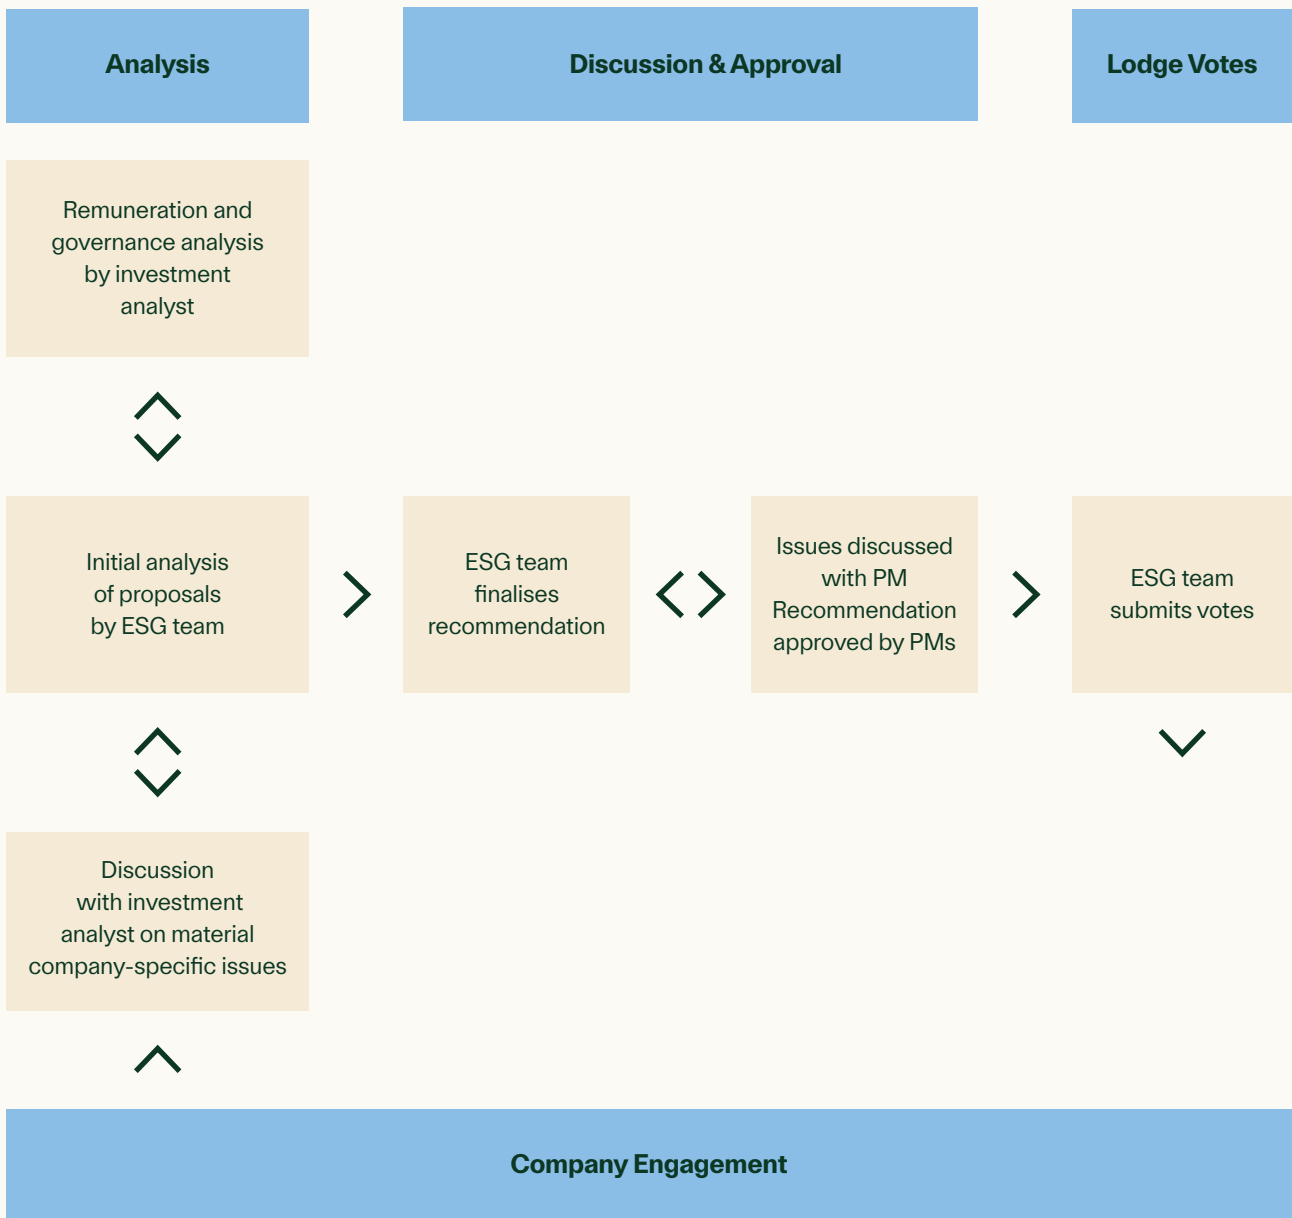 Analysis
Discussion & Approval
Lodge Votes
Remuneration and
governance analysis
by investment
analyst
Initial analysis
of proposals
by ESG team
ESG team
finalises
recommendation
Issues discussed
with PM
Recommendation
approved by PMs
ESG team
submits votes
Discussion
with investment
analyst on material
company-specific issues
Company Engagement